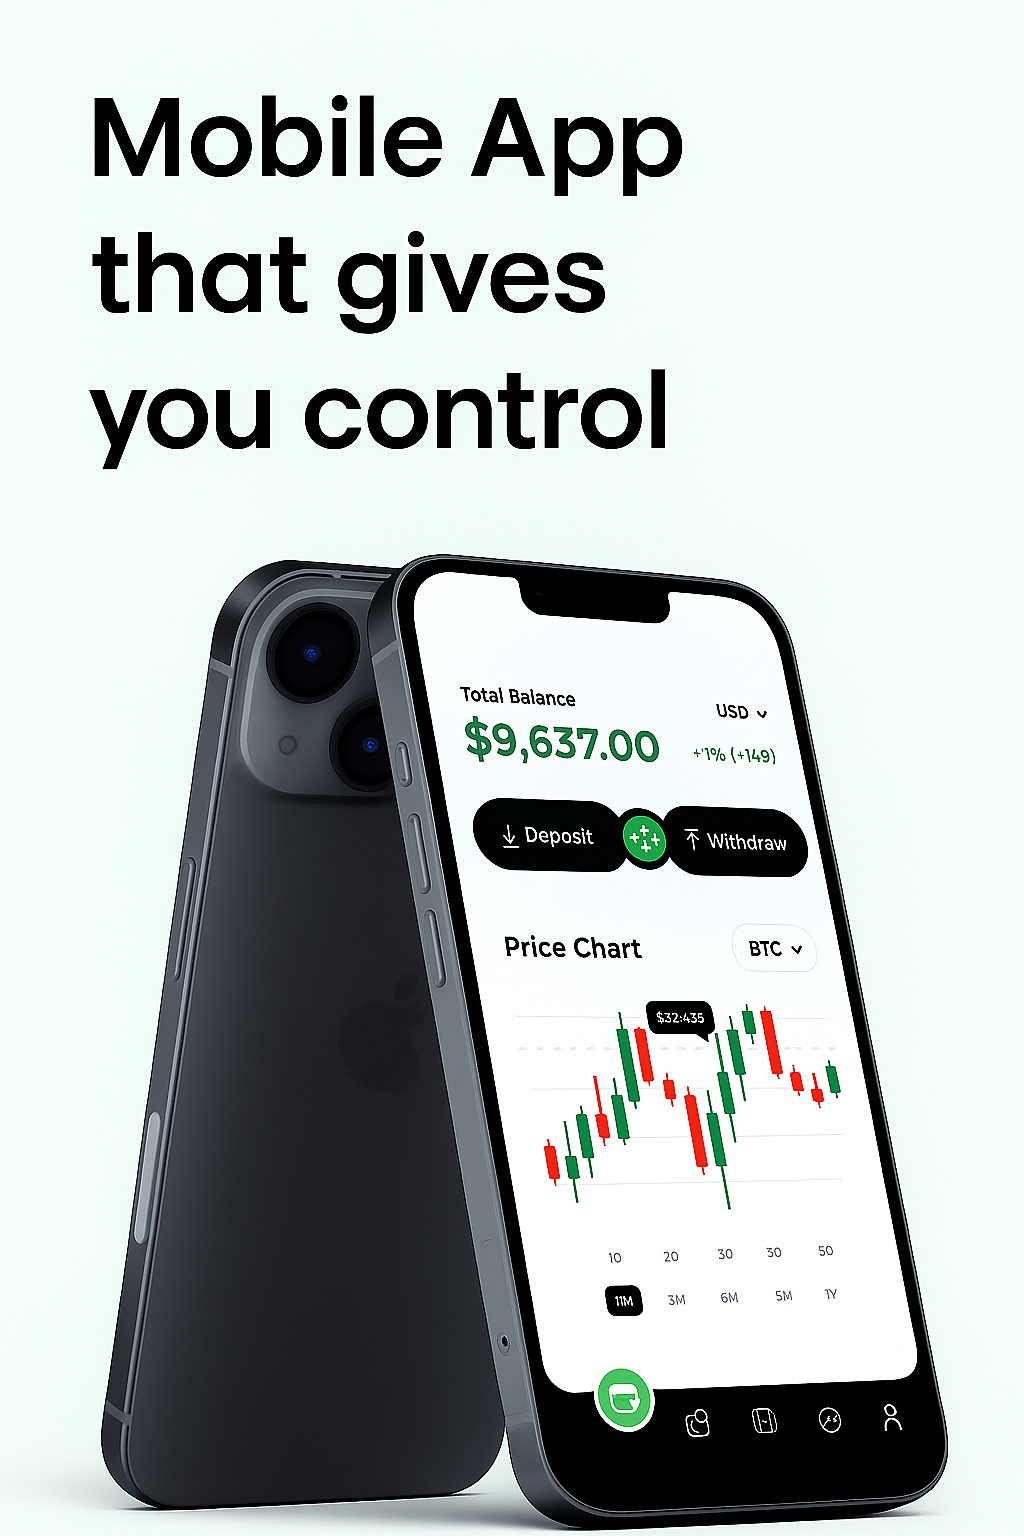 Mobile App
that gives
you control
Total Balance
USD
$9,637.00
+'1% (+149)
Deposit
Withdraw
Price Chart
BTC
$32:435
10 20 30 30 50
11M 3M 6M 5M 1Y